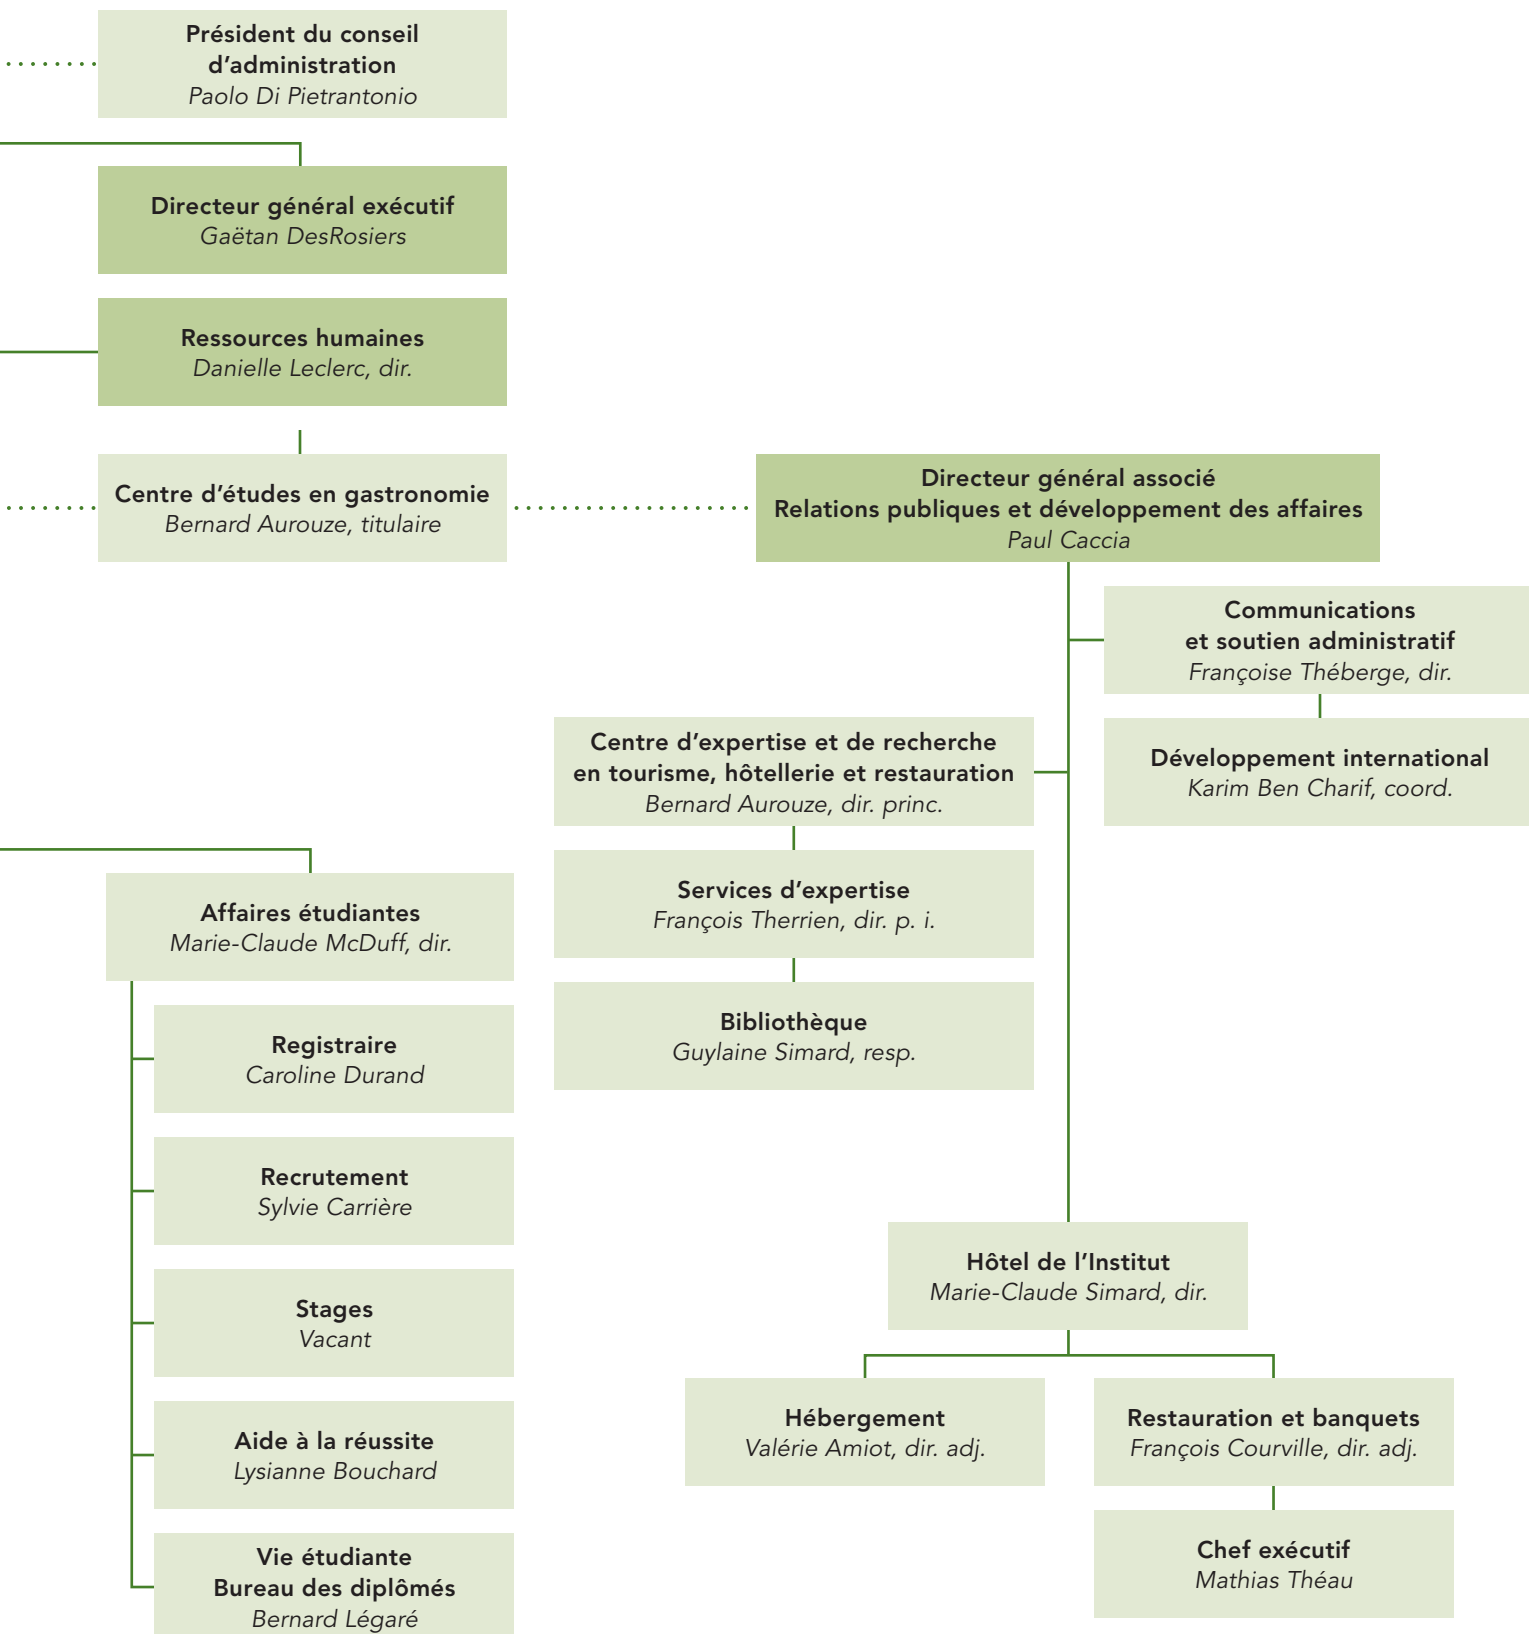 Président du conseil
d’administration
Paolo Di Pietrantonio
Directeur général exécutif
Gaëtan DesRosiers
Ressources humaines
Danielle Leclerc, dir.
Centre d’études en gastronomie
Bernard Aurouze, titulaire
Directeur général associé
Relations publiques et développement des affaires
Paul Caccia
Communications
et soutien administratif
Françoise Théberge, dir.
Développement international
Karim Ben Charif, coord.
Centre d’expertise et de recherche
en tourisme, hôtellerie et restauration
Bernard Aurouze, dir. princ.
Services d’expertise
François Therrien, dir. p. i.
Bibliothèque
Guylaine Simard, resp.
Affaires étudiantes
Marie-Claude McDuff, dir.
Registraire
Caroline Durand
Recrutement
Sylvie Carrière
Stages
Vacant
Aide à la réussite
Lysianne Bouchard
Vie étudiante
Bureau des diplômés
Bernard Légaré
Hôtel de l’Institut
Marie-Claude Simard, dir.
Hébergement
Valérie Amiot, dir. adj.
Restauration et banquets
François Courville, dir. adj.
Chef exécutif
Mathias Théau